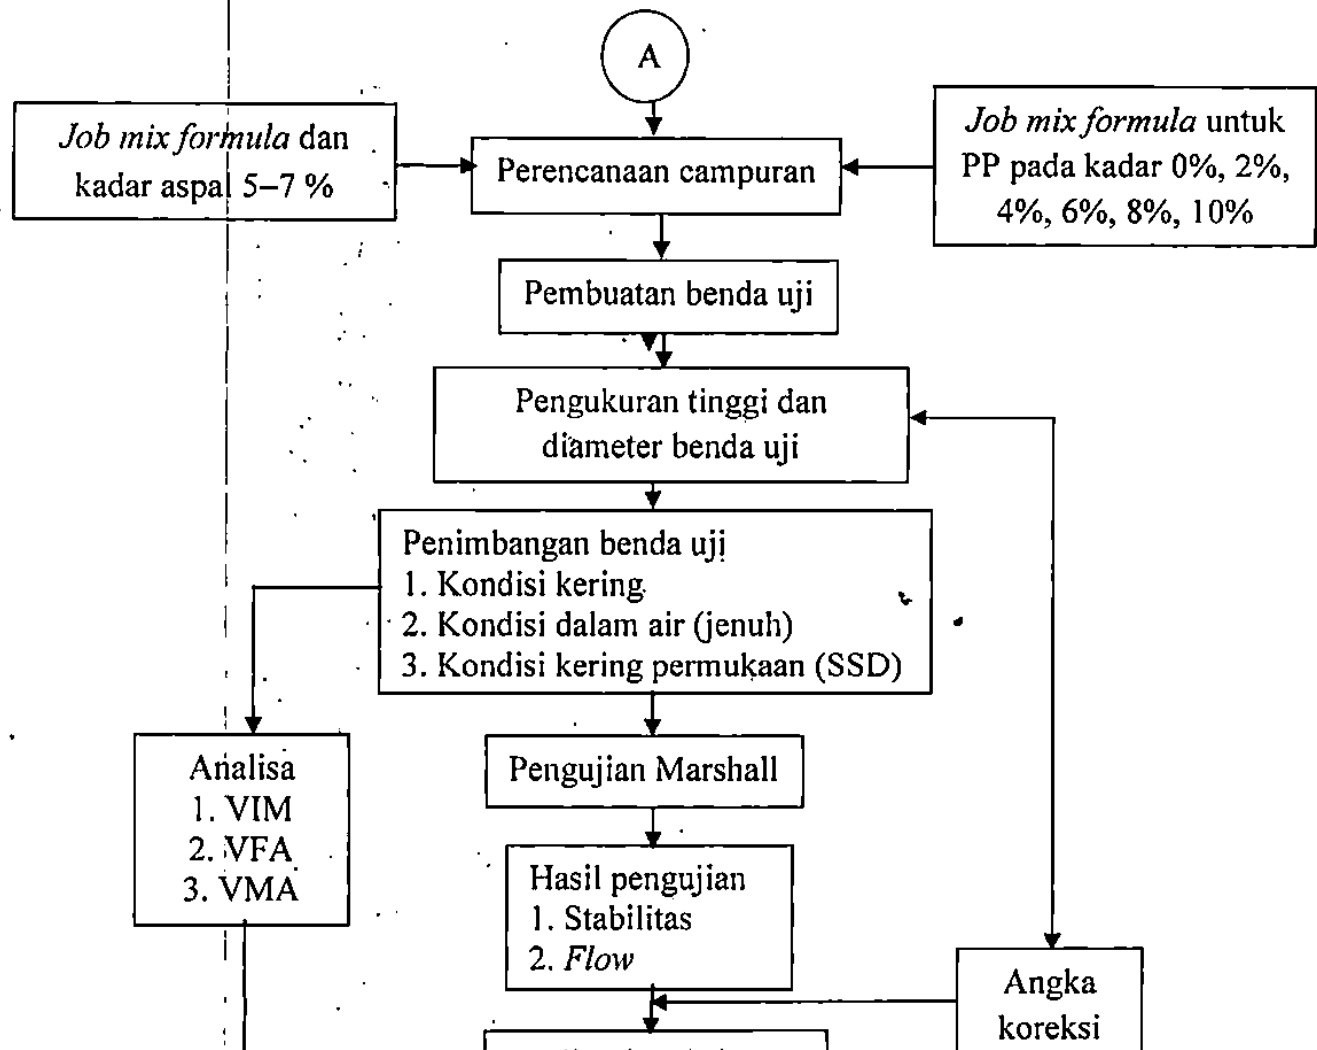 A
Job mix formula dan
kadar aspal 5–7 %
Perencanaan campuran
Job mix formula untuk
PP pada kadar 0%, 2%,
4%, 6%, 8%, 10%
Pembuatan benda uji
Pengukuran tinggi dan
diameter benda uji
Penimbangan benda uji
1. Kondisi kering
2. Kondisi dalam air (jenuh)
3. Kondisi kering permukaan (SSD)
Analisa
1. VIM
2. VFA
3. VMA
Pengujian Marshall
Hasil pengujian
1. Stabilitas
2. Flow
Angka
koreksi